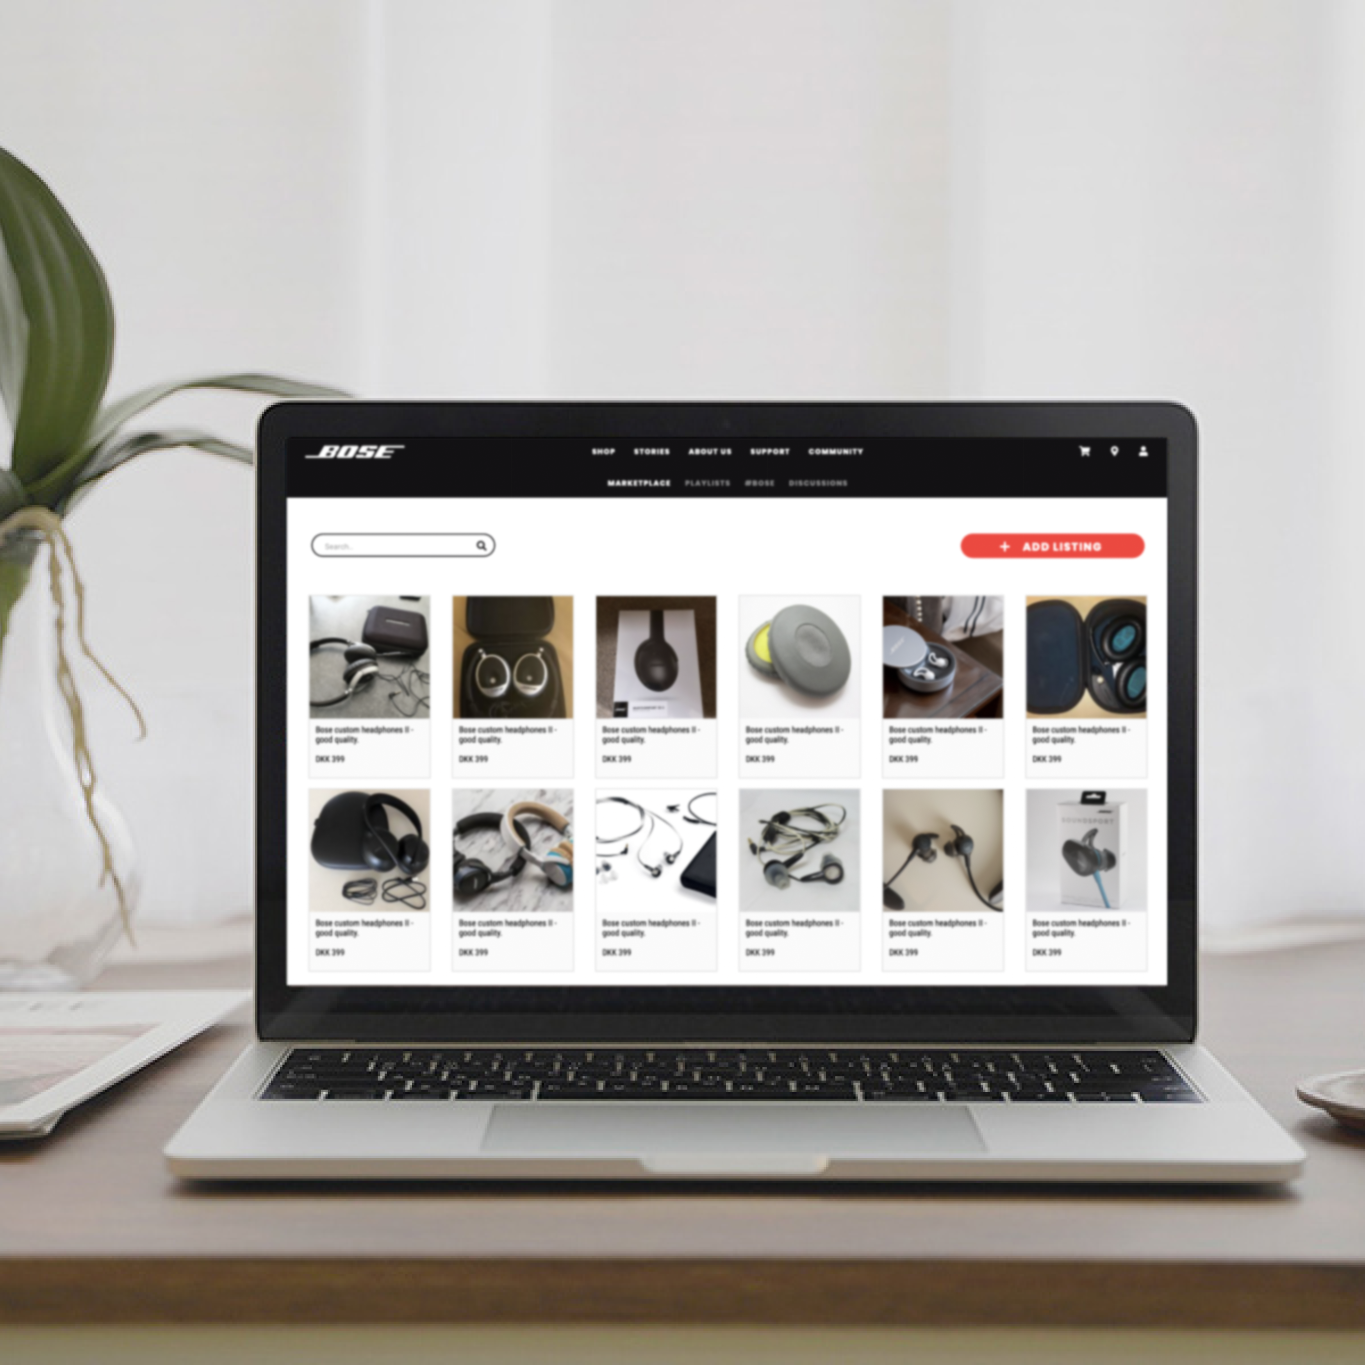 BOSE
SHOP STORIES ABOUT US SUPPORT COMMUNITY
MARKETPLACE PLAYLISTS #BOSE DISCUSSIONS
Search...
+ ADD LISTING
Bose custom headphones II -
good quality.
DKK 399
Bose custom headphones II -
good quality.
DKK 399
Bose custom headphones II -
good quality.
DKK 399
Bose custom headphones II -
good quality.
DKK 399
Bose custom headphones II -
good quality.
DKK 399
Bose custom headphones II -
good quality.
DKK 399
SOUNDSPORT
Bose custom headphones II -
good quality.
DKK 399
Bose custom headphones II -
good quality.
DKK 399
Bose custom headphones II -
good quality.
DKK 399
Bose custom headphones II -
good quality.
DKK 399
Bose custom headphones II -
good quality.
DKK 399
Bose custom headphones II -
good quality.
DKK 399